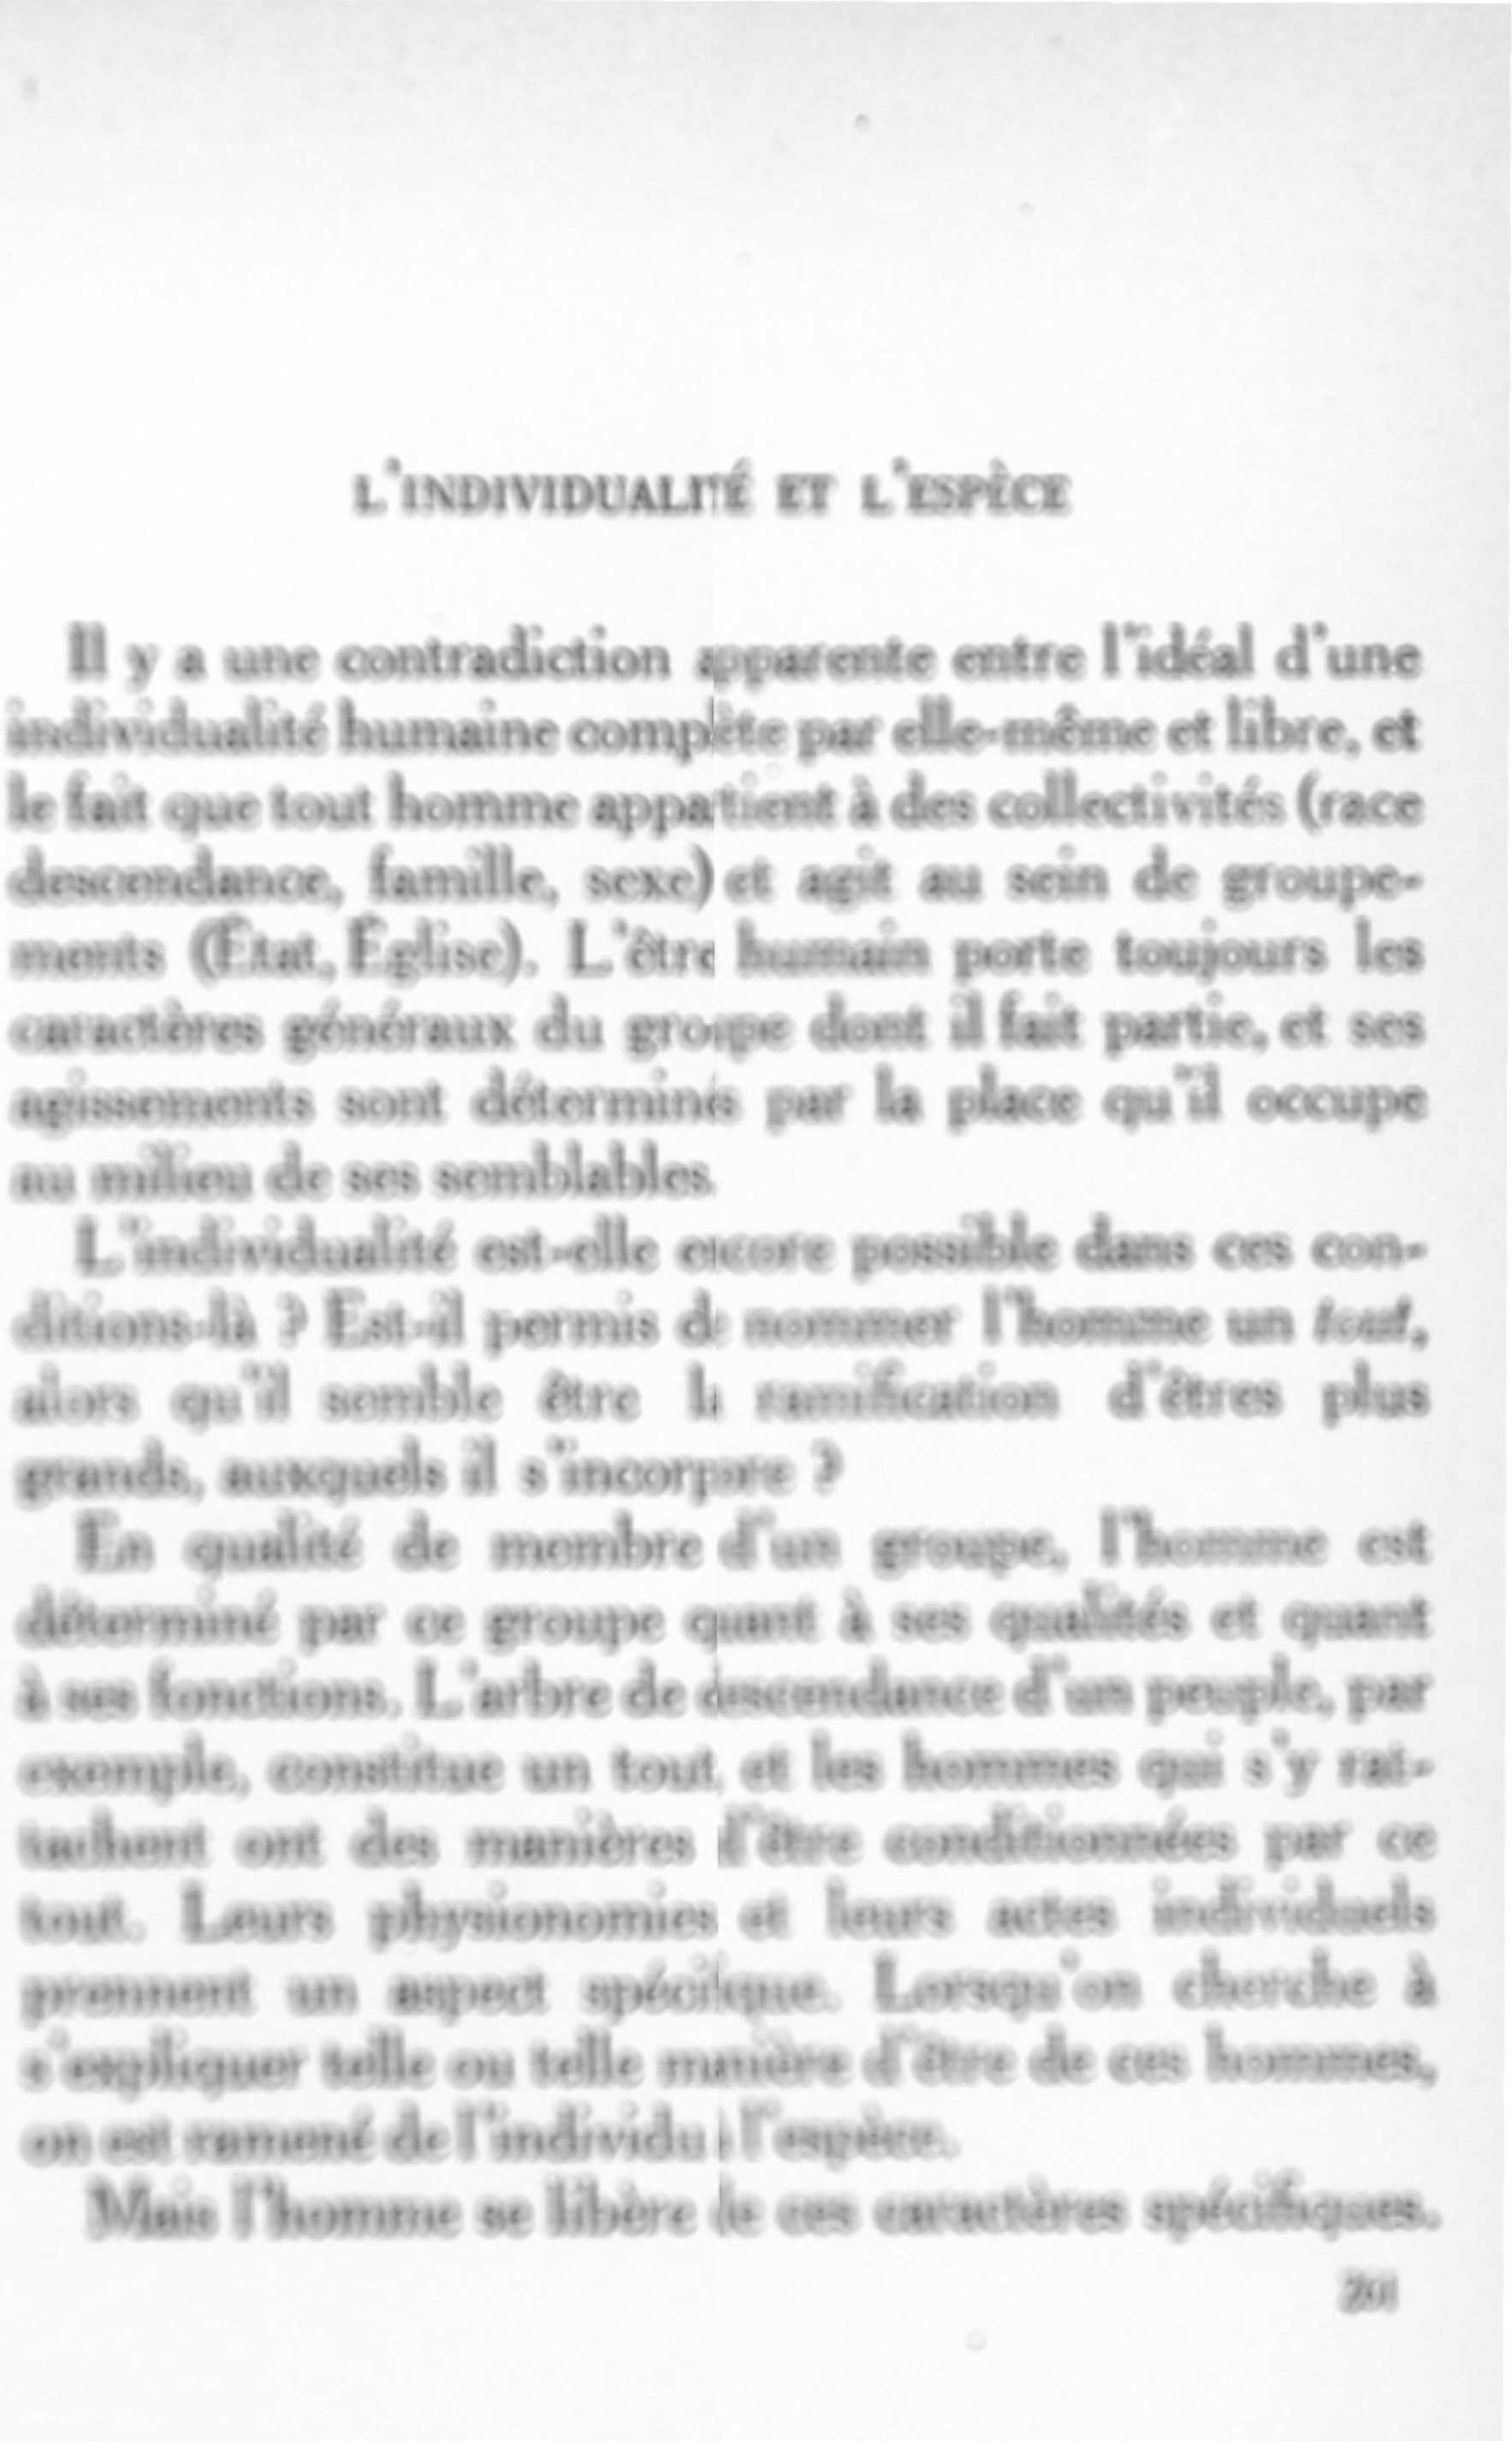 L'INDIVIDUALITÉ ET L'ESPÈCE
Il y a une contradiction apparente entre l'idéal d'une
individualité humaine complète par elle-même et libre, et
le fait que tout homme appartient à des collectivités (race
descendance, famille, sexe) et agit au sein de groupe-
ments (État, Église). L'être humain porte toujours les
caractères généraux du groupe dont il fait partie, et ses
agissements sont déterminés par la place qu'il occupe
au milieu de ses semblables.
L'individualité est-elle encore possible dans ces con-
ditions-là ? Est-il permis de nommer l'homme un tout,
alors qu'il semble être la ramification d'êtres plus
grands, auxquels il s'incorpore ?
En qualité de membre d'un groupe, l'homme est
déterminé par ce groupe quant à ses qualités et quant
à ses fonctions. L'arbre de descendance d'un peuple, par
exemple, constitue un tout, et les hommes qui s'y rat-
tachent ont des manières d'être conditionnées par ce
tout. Leurs physionomies et leurs actes individuels
prennent un aspect spécifique. Lorsqu'on cherche à
s'expliquer telle ou telle manière d'être de ces hommes,
on est ramené de l'individu à l'espèce.
Mais l'homme se libère de ces caractères spécifiques.
201